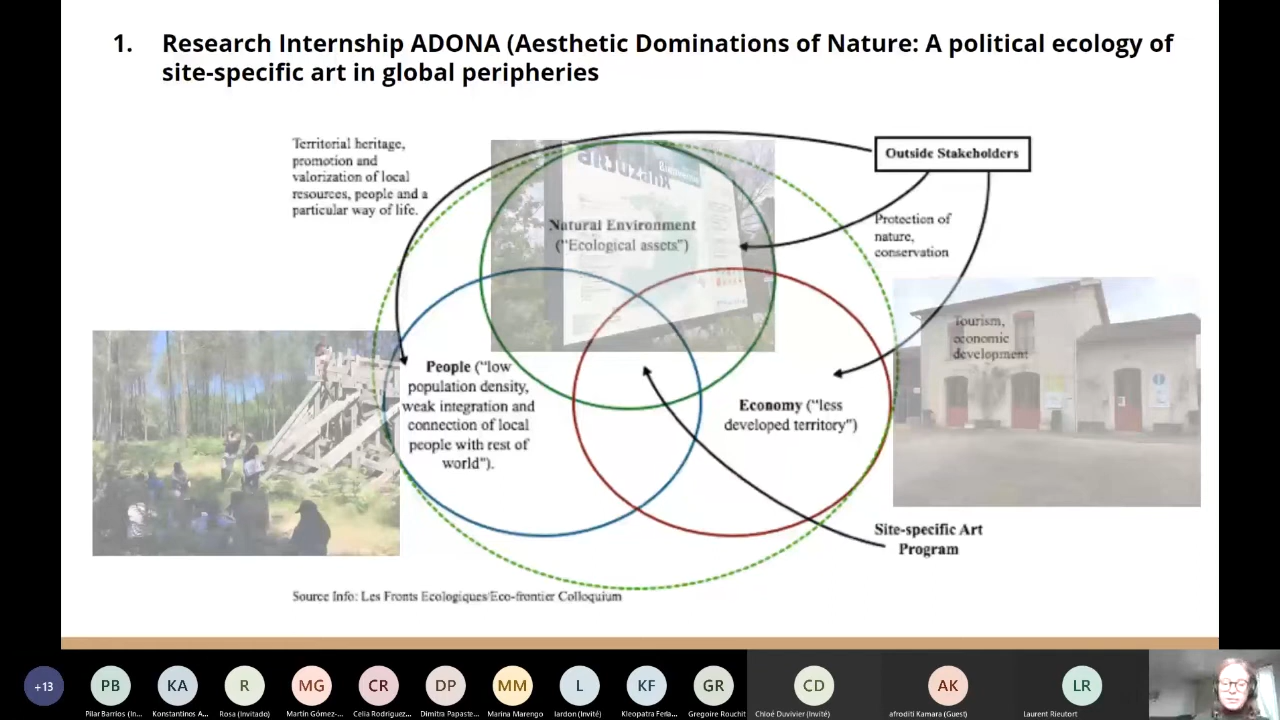 1. Research Internship ADONA (Aesthetic Dominations of Nature: A political ecology of
site-specific art in global peripheries
Territorial heritage,
promotion and
valorization of local
resources, people and a
particular way of life.
Outside Stakeholders
Natural Environment
("Ecological assets")
Protection of
nature,
conservation
Tourism,
economic
development
People ("low
population density,
weak integration and
connection of local
people with rest of
world").
Economy ("less
developed territory")
Site-specific Art
Program
Source Info: Les Fronts Ecologiques/Eco-frontier Colloquium
+13
PB
KA
R
MG
CR
DP
MM
L
KF
GR
CD
AK
LR
Pilar Barrios (In...
Konstantinos A...
Rosa (Invitado)
Martín Gómez-...
Celia Rodríguez...
Dimitra Papaste...
Marina Marengo
lardon (Invité)
Kleopatra Feřa...
Gregoire Rouchit
Chloé Duvivier (Invité)
afroditi Kamara (Guest)
Laurent Rieutort